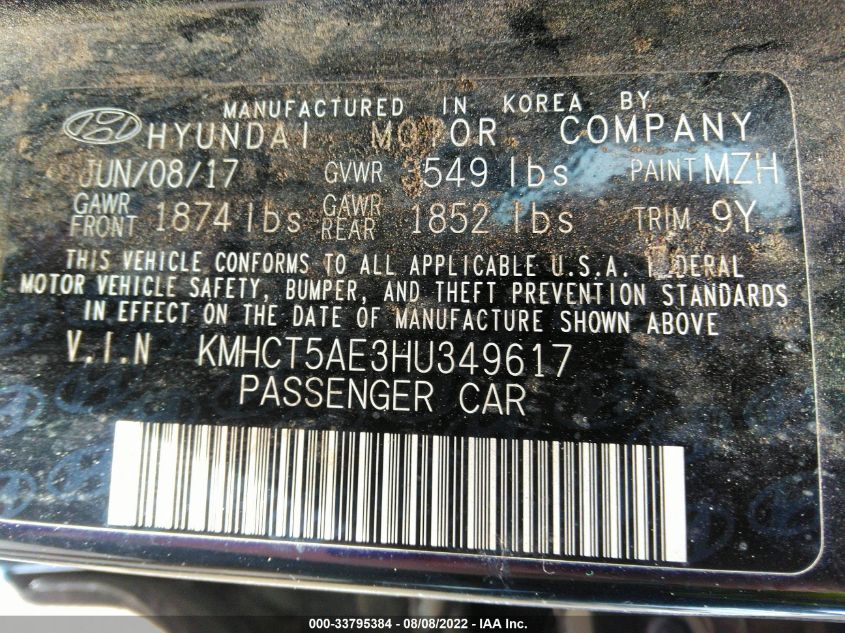 MANUFACTURED IN KOREA BY
HYUNDAI MOTOR COMPANY
JUN/08/17 GVWR 3549 lbs PAINT MZH
GAWR FRONT 1874 lbs GAWR REAR 1852 lbs TRIM 9Y
THIS VEHICLE CONFORMS TO ALL APPLICABLE U.S.A. FEDERAL
MOTOR VEHICLE SAFETY, BUMPER, AND THEFT PREVENTION STANDARDS
IN EFFECT ON THE DATE OF MANUFACTURE SHOWN ABOVE
V.I.N KMHCT5AE3HU349617
PASSENGER CAR
000-33795384 - 08/08/2022 - IAA Inc.